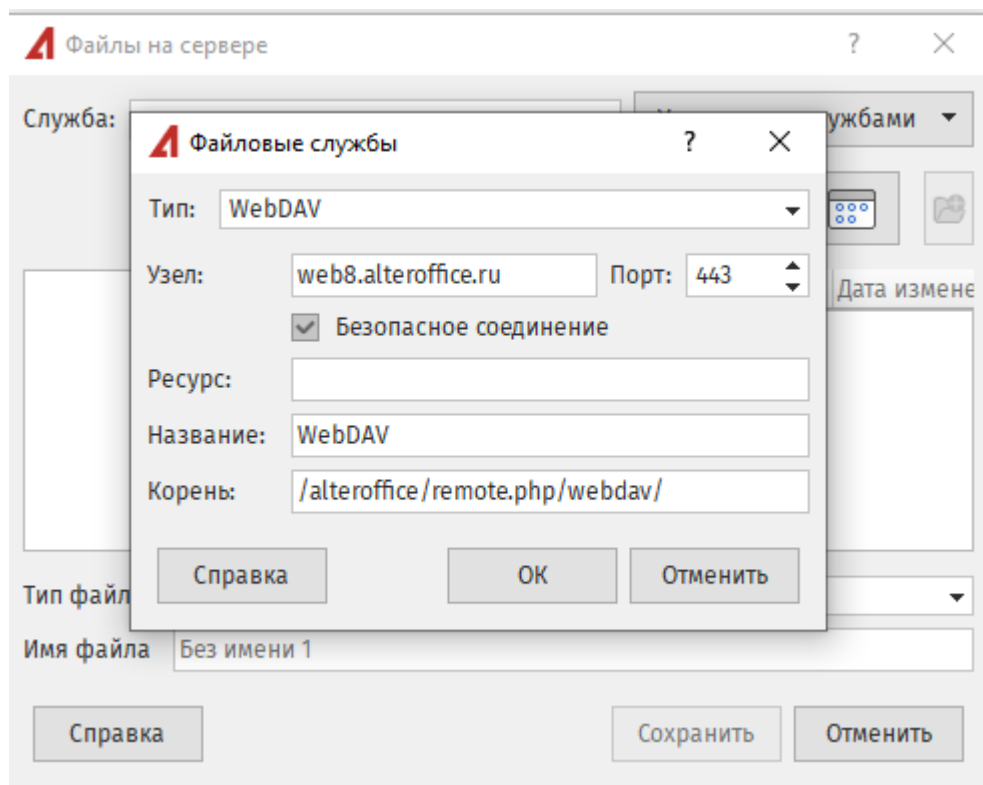 Файлы на сервере
Служба:
ужбами
Файловые службы
Тип: WebDAV
Узел: web8.alteroffice.ru Порт: 443
Безопасное соединение
Дата измене
Ресурс:
Название: WebDAV
Корень: /alteroffice/remote.php/webdav/
Справка ОК Отменить
Тип файл
Имя файла Без имени 1
Справка Сохранить Отменить